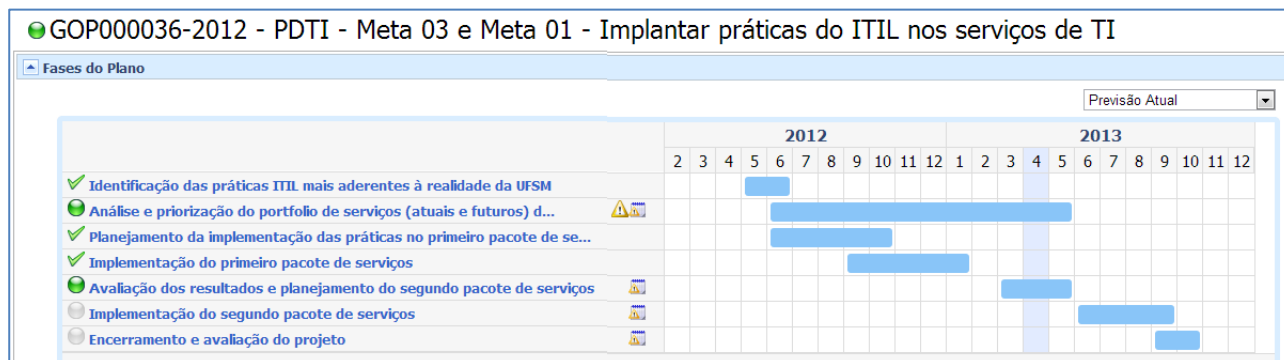 GOP000036-2012 - PDTI - Meta 03 e Meta 01 - Implantar práticas do ITIL nos serviços de TI
Fases do Plano
Previsão Atual
2012 2013
2 3 4 5 6 7 8 9 10 11 12 1 2 3 4 5 6 7 8 9 10 11 12
Identificação das práticas ITIL mais aderentes à realidade da UFSM
Análise e priorização do portfolio de serviços (atuais e futuros) d...
Planejamento da implementação das práticas no primeiro pacote de se...
Implementação do primeiro pacote de serviços
Avaliação dos resultados e planejamento do segundo pacote de serviços
Implementação do segundo pacote de serviços
Encerramento e avaliação do projeto